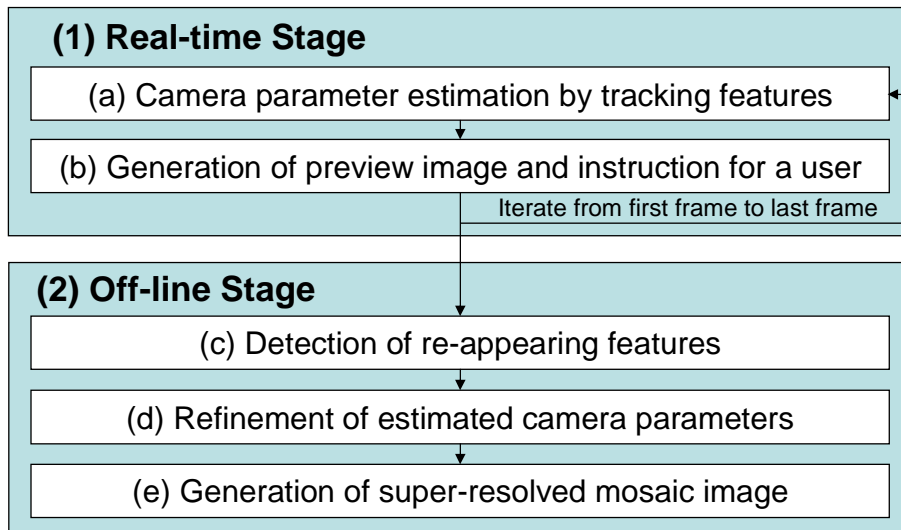 (1) Real-time Stage
(a) Camera parameter estimation by tracking features
(b) Generation of preview image and instruction for a user
Iterate from first frame to last frame
(2) Off-line Stage
(c) Detection of re-appearing features
(d) Refinement of estimated camera parameters
(e) Generation of super-resolved mosaic image